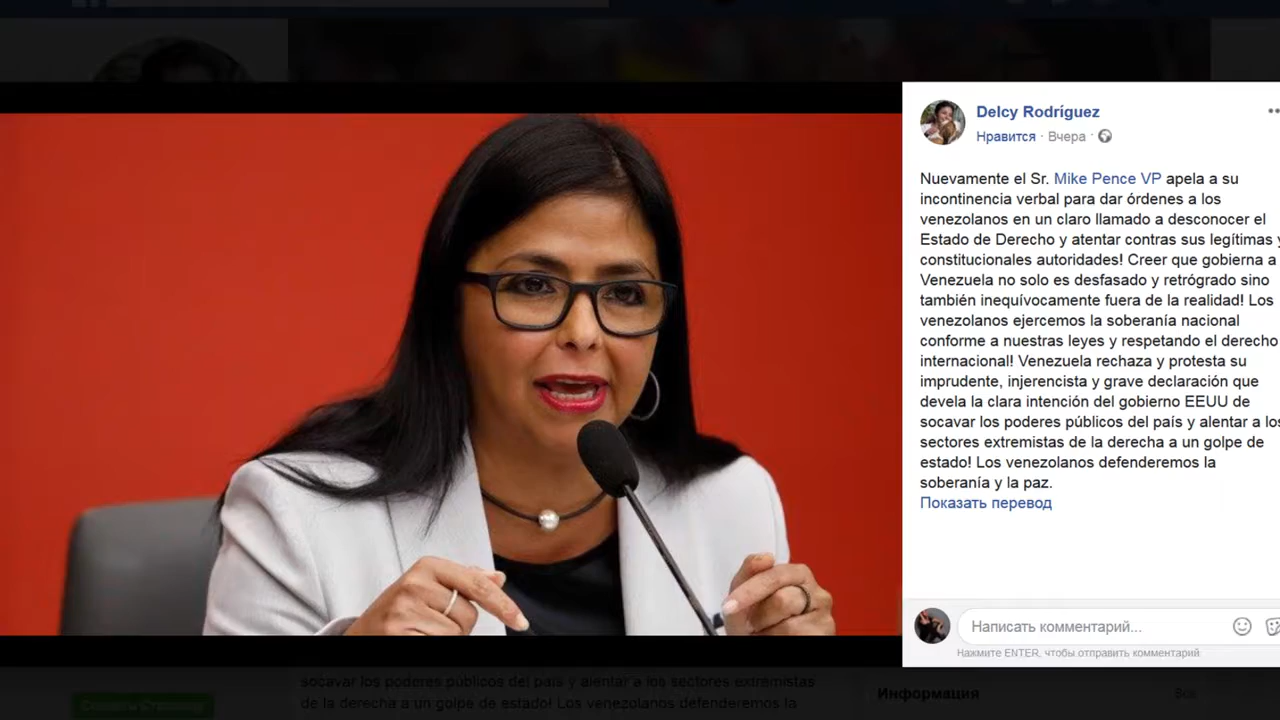 Delcy Rodríguez
Нравится · Вчера ·
Nuevamente el Sr. Mike Pence VP apela a su
incontinencia verbal para dar órdenes a los
venezolanos en un claro llamado a desconocer el
Estado de Derecho y atentar contras sus legítimas y
constitucionales autoridades! Creer que gobierna a
Venezuela no solo es desfasado y retrógrado sino
también inequívocamente fuera de la realidad! Los
venezolanos ejercemos la soberanía nacional
conforme a nuestras leyes y respetando el derecho
internacional! Venezuela rechaza y protesta su
imprudente, injerencista y grave declaración que
devela la clara intención del gobierno EEUU de
socavar los poderes públicos del país y alentar a los
sectores extremistas de la derecha a un golpe de
estado! Los venezolanos defenderemos la
soberanía y la paz.
Показать перевод
Написать комментарий...
Нажмите ENTER, чтобы отправить комментарий
socavar los poderes públicos del país y alentar a los sectores extremistas
de la derecha a un golpe de estado! Los venezolanos defenderemos la
Информация
Все